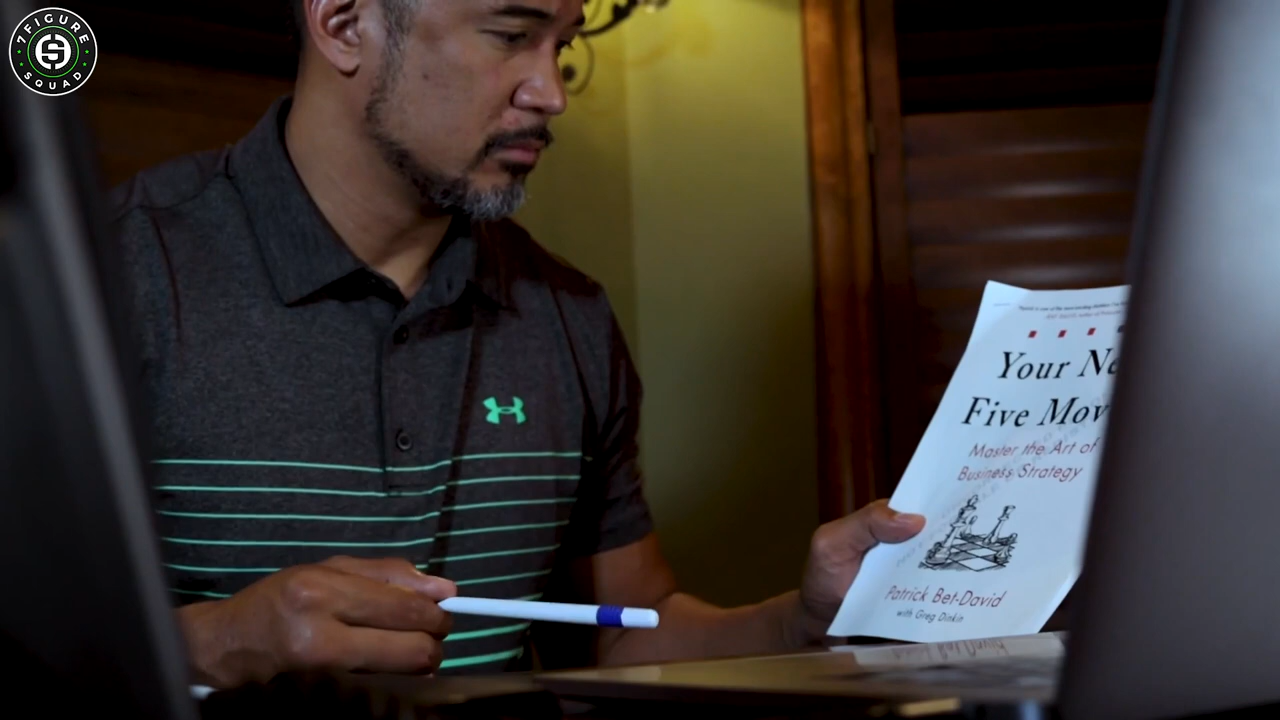 7FIGURE
SQUAD
Your Ne
Five Mov
Master the Art of
Business Strategy
Patrick Bet-David
with Greg Dinkin